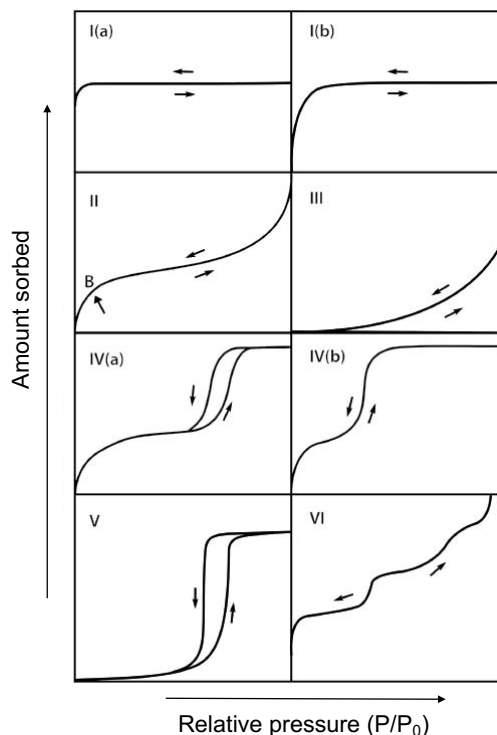 I(a)
I(b)
II
III
B
IV(a)
IV(b)
V
VI
Amount sorbed
Relative pressure (P/P₀)